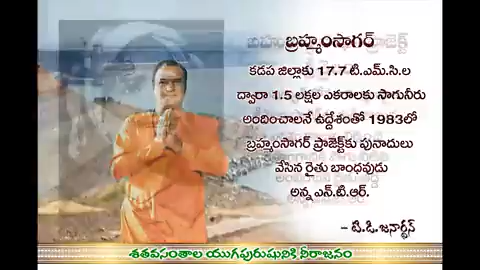 బ్రహ్మంసాగర్
కడప జిల్లాకు 17.7 టి.ఎమ్.సి.ల
ద్వారా 1.5 లక్షల ఎకరాలకు సాగునీరు
అందించాలనే ఉద్దేశంతో 1983లో
బ్రహ్మంసాగర్ ప్రాజెక్ట్‌కు పునాదులు
వేసిన రైతు బాంధవుడు
అన్న ఎన్.టి.ఆర్.
– టి.డి.జనార్థన్
శతవసంతాల యుగపురుషునికి నీరాజనం